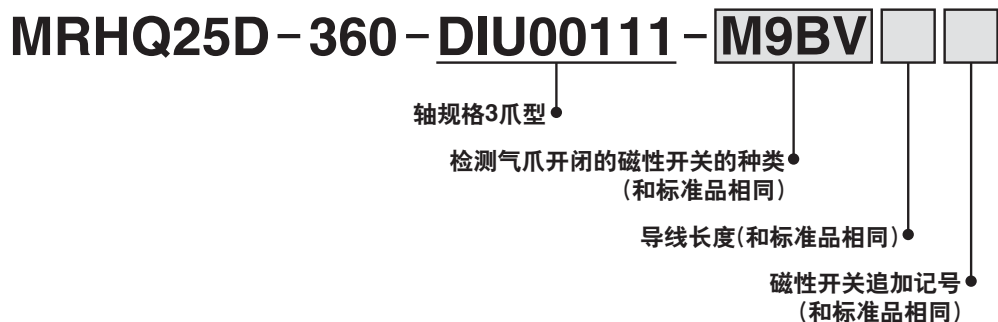 MRHQ25D-360-DIU00111-M9BV
轴规格3爪型
检测气爪开闭的磁性开关的种类
(和标准品相同)
导线长度(和标准品相同)
磁性开关追加记号
(和标准品相同)